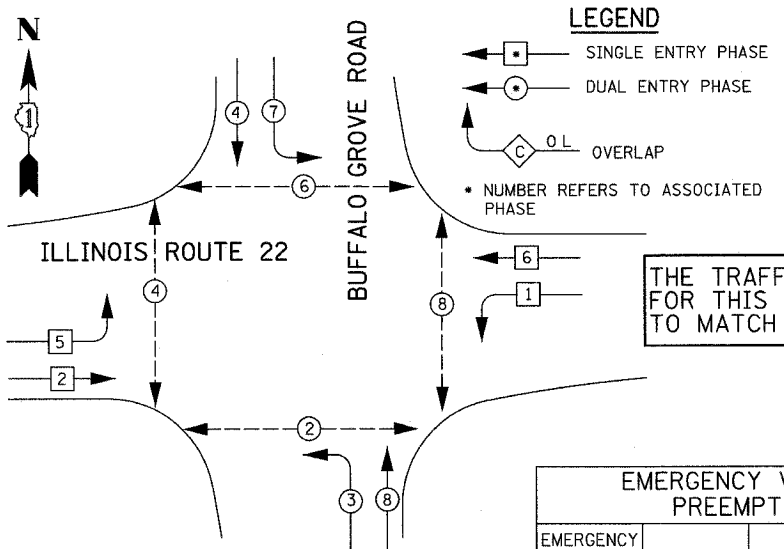 LEGEND
N
* SINGLE ENTRY PHASE
* DUAL ENTRY PHASE
C OL OVERLAP
* NUMBER REFERS TO ASSOCIATED
PHASE
1
4
7
BUFFALO GROVE ROAD
6
ILLINOIS ROUTE 22
4
8
6
1
5
2
2
3
8
THE TRAFF
FOR THIS
TO MATCH
EMERGENCY V
PREEMPT
EMERGENCY